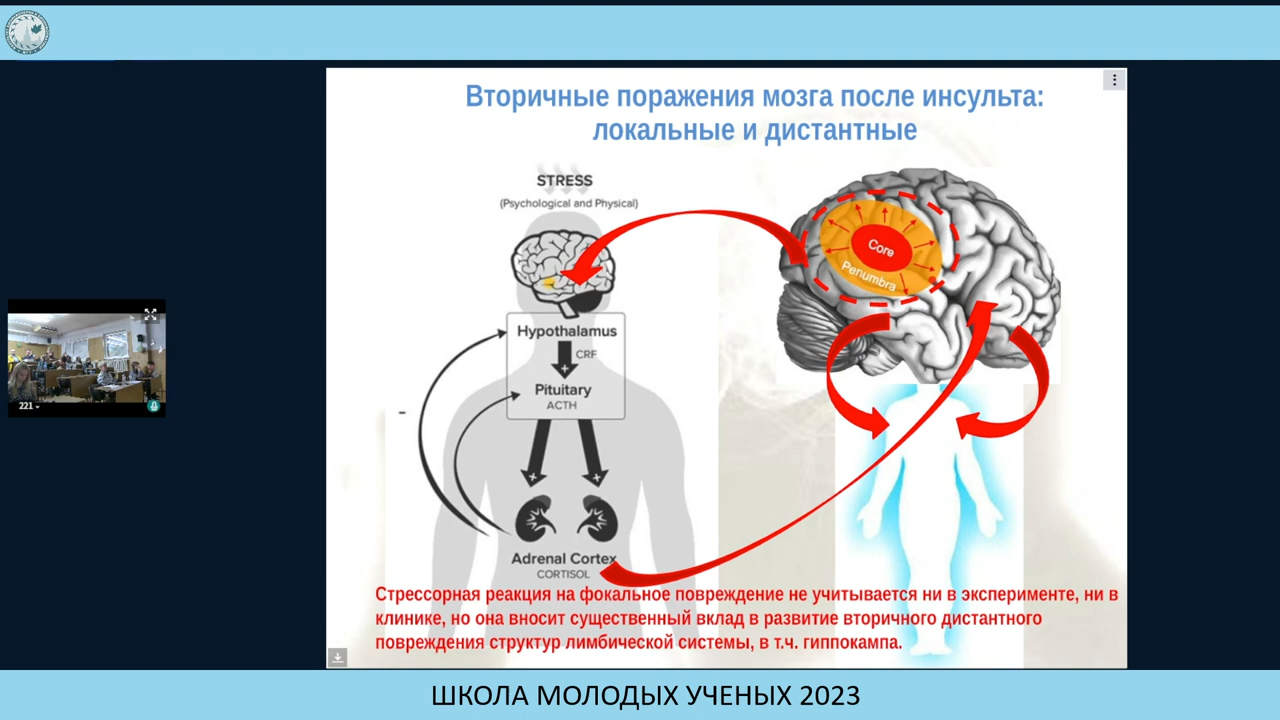 Вторичные поражения мозга после инсульта:
локальные и дистантные
STRESS
(Psychological and Physical)
Core
Penumbra
Hypothalamus
CRF
+
Pituitary
ACTH
-
+ +
Adrenal Cortex
CORTISOL
Стрессорная реакция на фокальное повреждение не учитывается ни в эксперименте, ни в
клинике, но она вносит существенный вклад в развитие вторичного дистантного
повреждения структур лимбической системы, в т.ч. гиппокампа.
221
ШКОЛА МОЛОДЫХ УЧЕНЫХ 2023